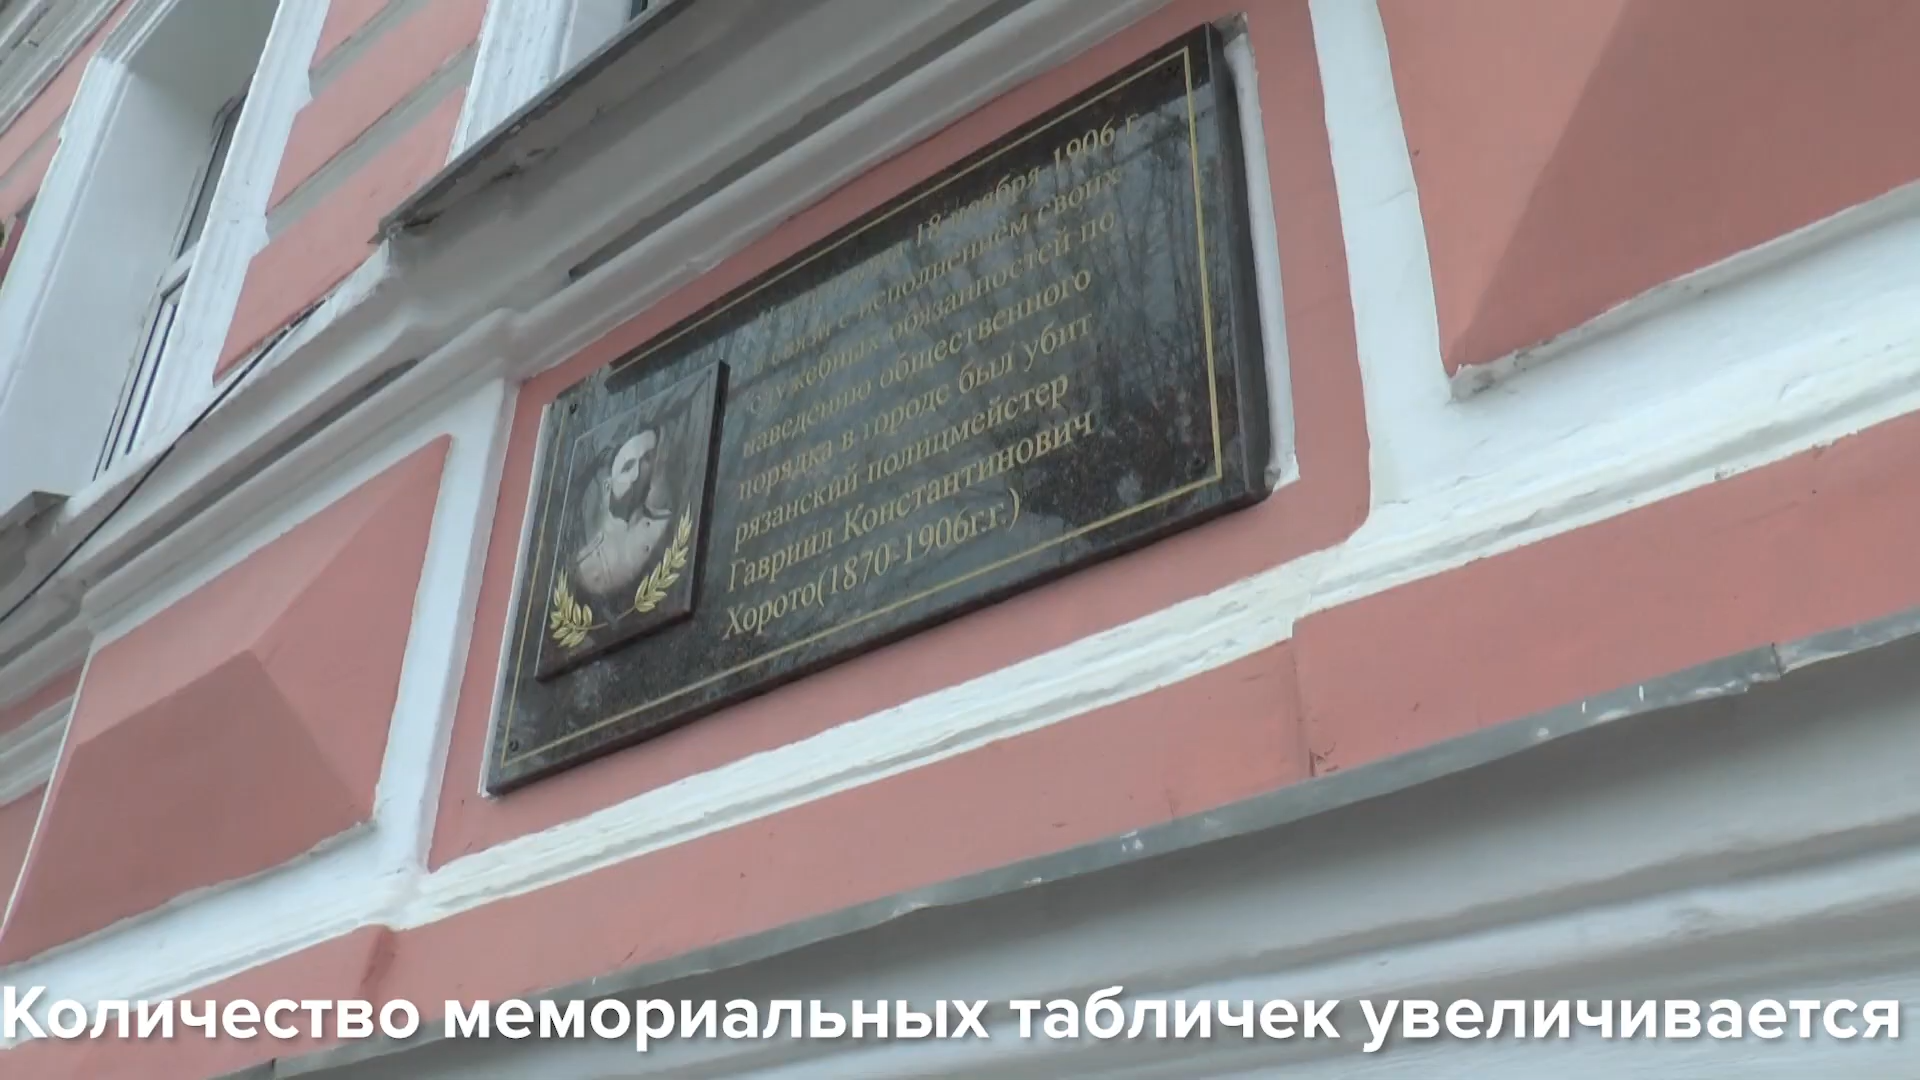 18 ноября 1906 г.
в связи с исполнением своих
служебных обязанностей по
наведению общественного
порядка в городе был убит
рязанский полицмейстер
Гавриил Константинович
Хорото(1870-1906г.г.)
Количество мемориальных табличек увеличивается